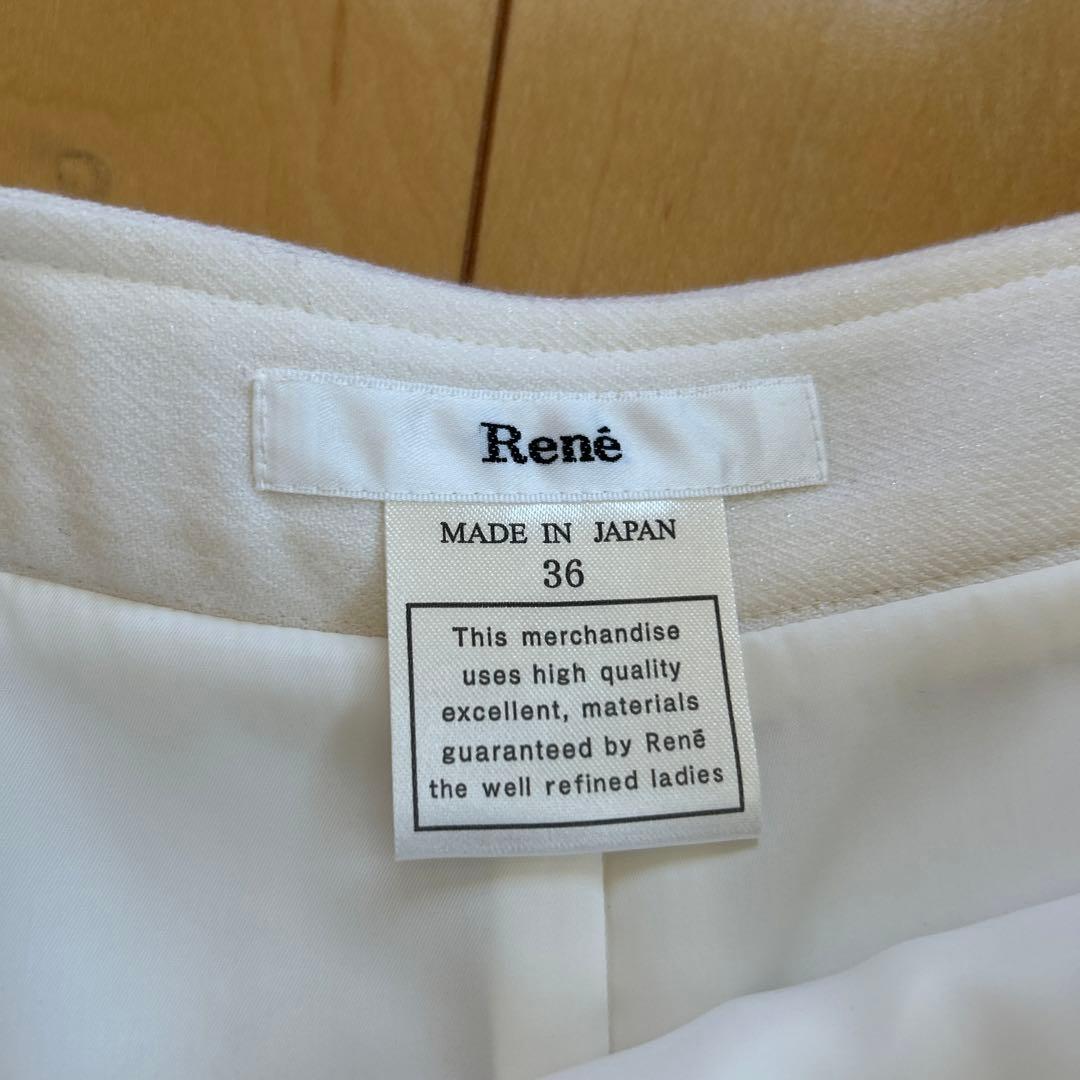 René
MADE IN JAPAN
36
This merchandise
uses high quality
excellent, materials
guaranteed by René
the well refined ladies